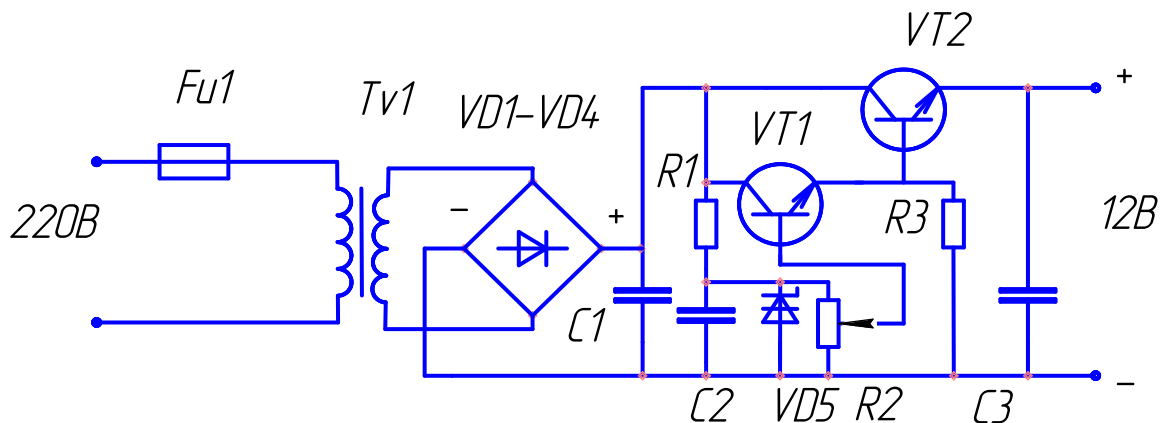 VT2
Fu1
Tv1
VD1-VD4
VT1
+
R1
R3
220В
−
+
12В
C1
C2
VD5
R2
C3
−